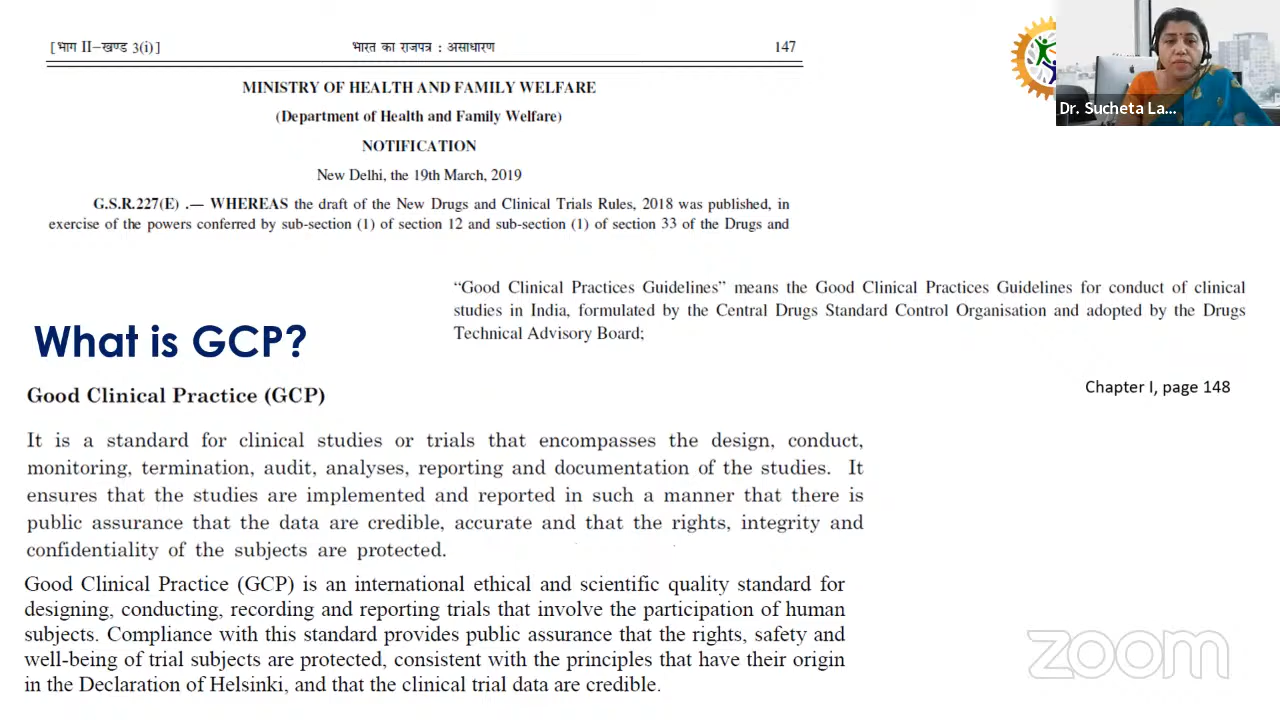 [भाग II—खण्ड 3(i)] भारत का राजपत्र : असाधारण 147
MINISTRY OF HEALTH AND FAMILY WELFARE
(Department of Health and Family Welfare)
NOTIFICATION
New Delhi, the 19th March, 2019
G.S.R.227(E) .— WHEREAS the draft of the New Drugs and Clinical Trials Rules, 2018 was published, in
exercise of the powers conferred by sub-section (1) of section 12 and sub-section (1) of section 33 of the Drugs and
Dr. Sucheta La...
“Good Clinical Practices Guidelines” means the Good Clinical Practices Guidelines for conduct of clinical
studies in India, formulated by the Central Drugs Standard Control Organisation and adopted by the Drugs
Technical Advisory Board;
What is GCP?
Chapter I, page 148
Good Clinical Practice (GCP)
It is a standard for clinical studies or trials that encompasses the design, conduct,
monitoring, termination, audit, analyses, reporting and documentation of the studies. It
ensures that the studies are implemented and reported in such a manner that there is
public assurance that the data are credible, accurate and that the rights, integrity and
confidentiality of the subjects are protected.
Good Clinical Practice (GCP) is an international ethical and scientific quality standard for
designing, conducting, recording and reporting trials that involve the participation of human
subjects. Compliance with this standard provides public assurance that the rights, safety and
well-being of trial subjects are protected, consistent with the principles that have their origin
in the Declaration of Helsinki, and that the clinical trial data are credible.
zoom